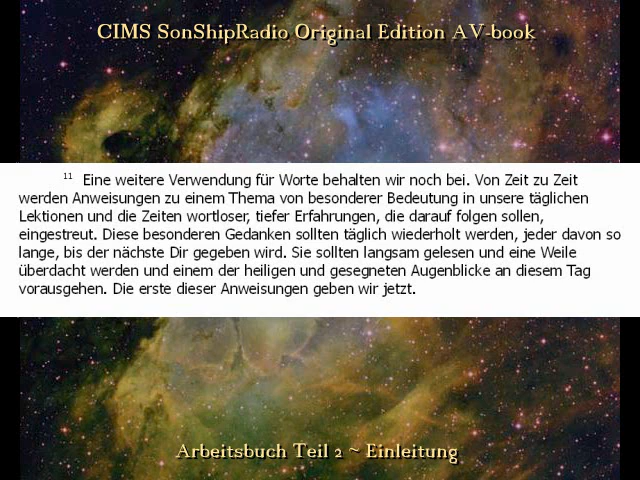 CIMS SonShipRadio Original Edition AV-book
11 Eine weitere Verwendung für Worte behalten wir noch bei. Von Zeit zu Zeit
werden Anweisungen zu einem Thema von besonderer Bedeutung in unsere täglichen
Lektionen und die Zeiten wortloser, tiefer Erfahrungen, die darauf folgen sollen,
eingestreut. Diese besonderen Gedanken sollten täglich wiederholt werden, jeder davon so
lange, bis der nächste Dir gegeben wird. Sie sollten langsam gelesen und eine Weile
überdacht werden und einem der heiligen und gesegneten Augenblicke an diesem Tag
vorausgehen. Die erste dieser Anweisungen geben wir jetzt.
Arbeitsbuch Teil 2 ~ Einleitung